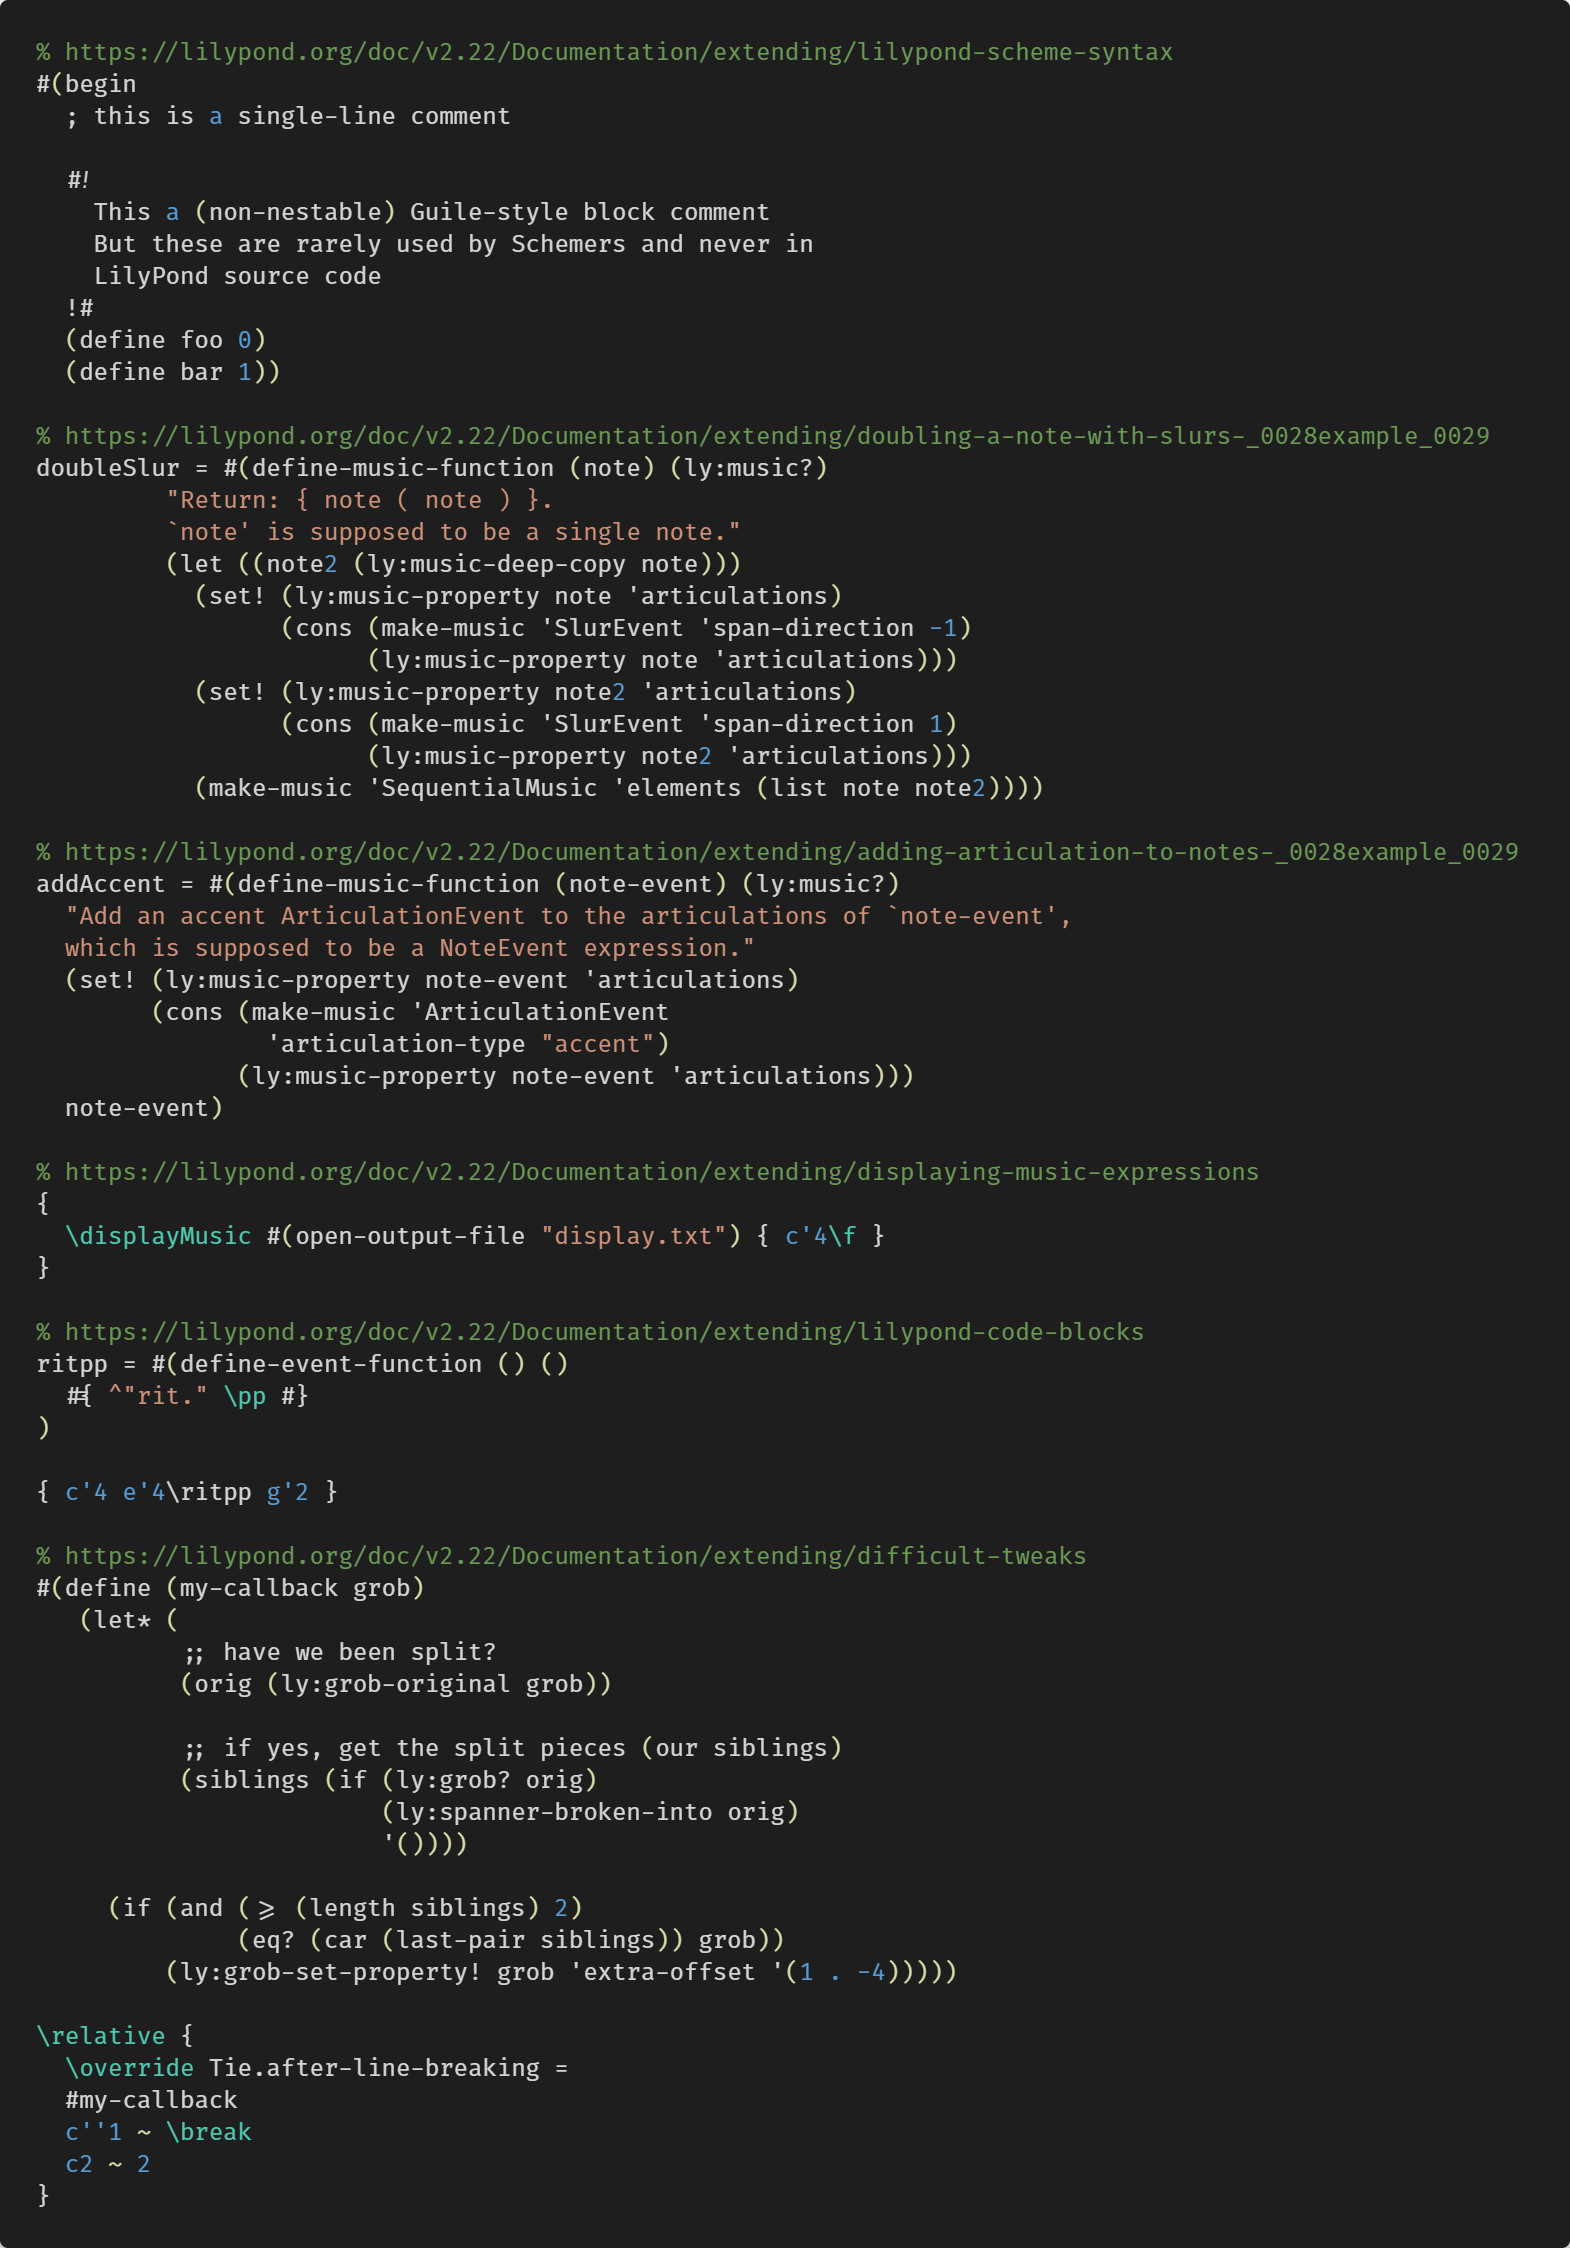 % https://lilypond.org/doc/v2.22/Documentation/extending/lilypond-scheme-syntax
#(begin
  ; this is a single-line comment

  #!
    This a (non-nestable) Guile-style block comment
    But these are rarely used by Schemers and never in
    LilyPond source code
  !#
  (define foo 0)
  (define bar 1))

% https://lilypond.org/doc/v2.22/Documentation/extending/doubling-a-note-with-slurs-_0028example_0029
doubleSlur = #(define-music-function (note) (ly:music?)
         "Return: { note ( note ) }.
         `note' is supposed to be a single note."
         (let ((note2 (ly:music-deep-copy note)))
           (set! (ly:music-property note 'articulations)
                 (cons (make-music 'SlurEvent 'span-direction -1)
                       (ly:music-property note 'articulations)))
           (set! (ly:music-property note2 'articulations)
                 (cons (make-music 'SlurEvent 'span-direction 1)
                       (ly:music-property note2 'articulations)))
           (make-music 'SequentialMusic 'elements (list note note2))))

% https://lilypond.org/doc/v2.22/Documentation/extending/adding-articulation-to-notes-_0028example_0029
addAccent = #(define-music-function (note-event) (ly:music?)
  "Add an accent ArticulationEvent to the articulations of `note-event',
  which is supposed to be a NoteEvent expression."
  (set! (ly:music-property note-event 'articulations)
        (cons (make-music 'ArticulationEvent
                'articulation-type "accent")
              (ly:music-property note-event 'articulations)))
  note-event)

% https://lilypond.org/doc/v2.22/Documentation/extending/displaying-music-expressions
{
  \displayMusic #(open-output-file "display.txt") { c'4\f }
}

% https://lilypond.org/doc/v2.22/Documentation/extending/lilypond-code-blocks
ritpp = #(define-event-function () ()
  #{ ^"rit." \pp #}
)

{ c'4 e'4\ritpp g'2 }

% https://lilypond.org/doc/v2.22/Documentation/extending/difficult-tweaks
#(define (my-callback grob)
   (let* (
          ;; have we been split?
          (orig (ly:grob-original grob))

          ;; if yes, get the split pieces (our siblings)
          (siblings (if (ly:grob? orig)
                        (ly:spanner-broken-into orig)
                        '())))

     (if (and (>= (length siblings) 2)
              (eq? (car (last-pair siblings)) grob))
         (ly:grob-set-property! grob 'extra-offset '(1 . -4)))))

\relative {
  \override Tie.after-line-breaking =
  #my-callback
  c''1 ~ \break
  c2 ~ 2
}